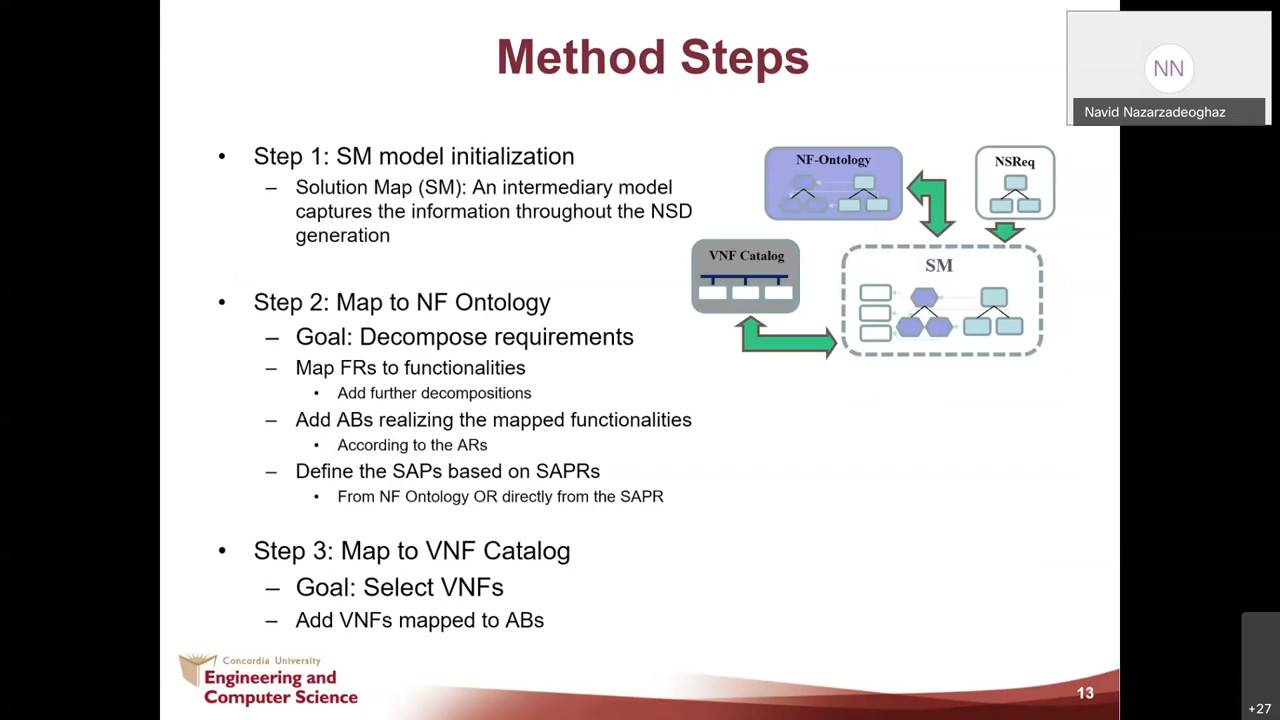 Method Steps
NN
Navid Nazarzadeoghaz
• Step 1: SM model initialization
– Solution Map (SM): An intermediary model
captures the information throughout the NSD
generation
• Step 2: Map to NF Ontology
– Goal: Decompose requirements
– Map FRs to functionalities
• Add further decompositions
– Add ABs realizing the mapped functionalities
• According to the ARs
– Define the SAPs based on SAPRs
• From NF Ontology OR directly from the SAPR
• Step 3: Map to VNF Catalog
– Goal: Select VNFs
– Add VNFs mapped to ABs
NF-Ontology
NSReq
VNF Catalog
SM
Concordia University
Engineering and
Computer Science
13
+27